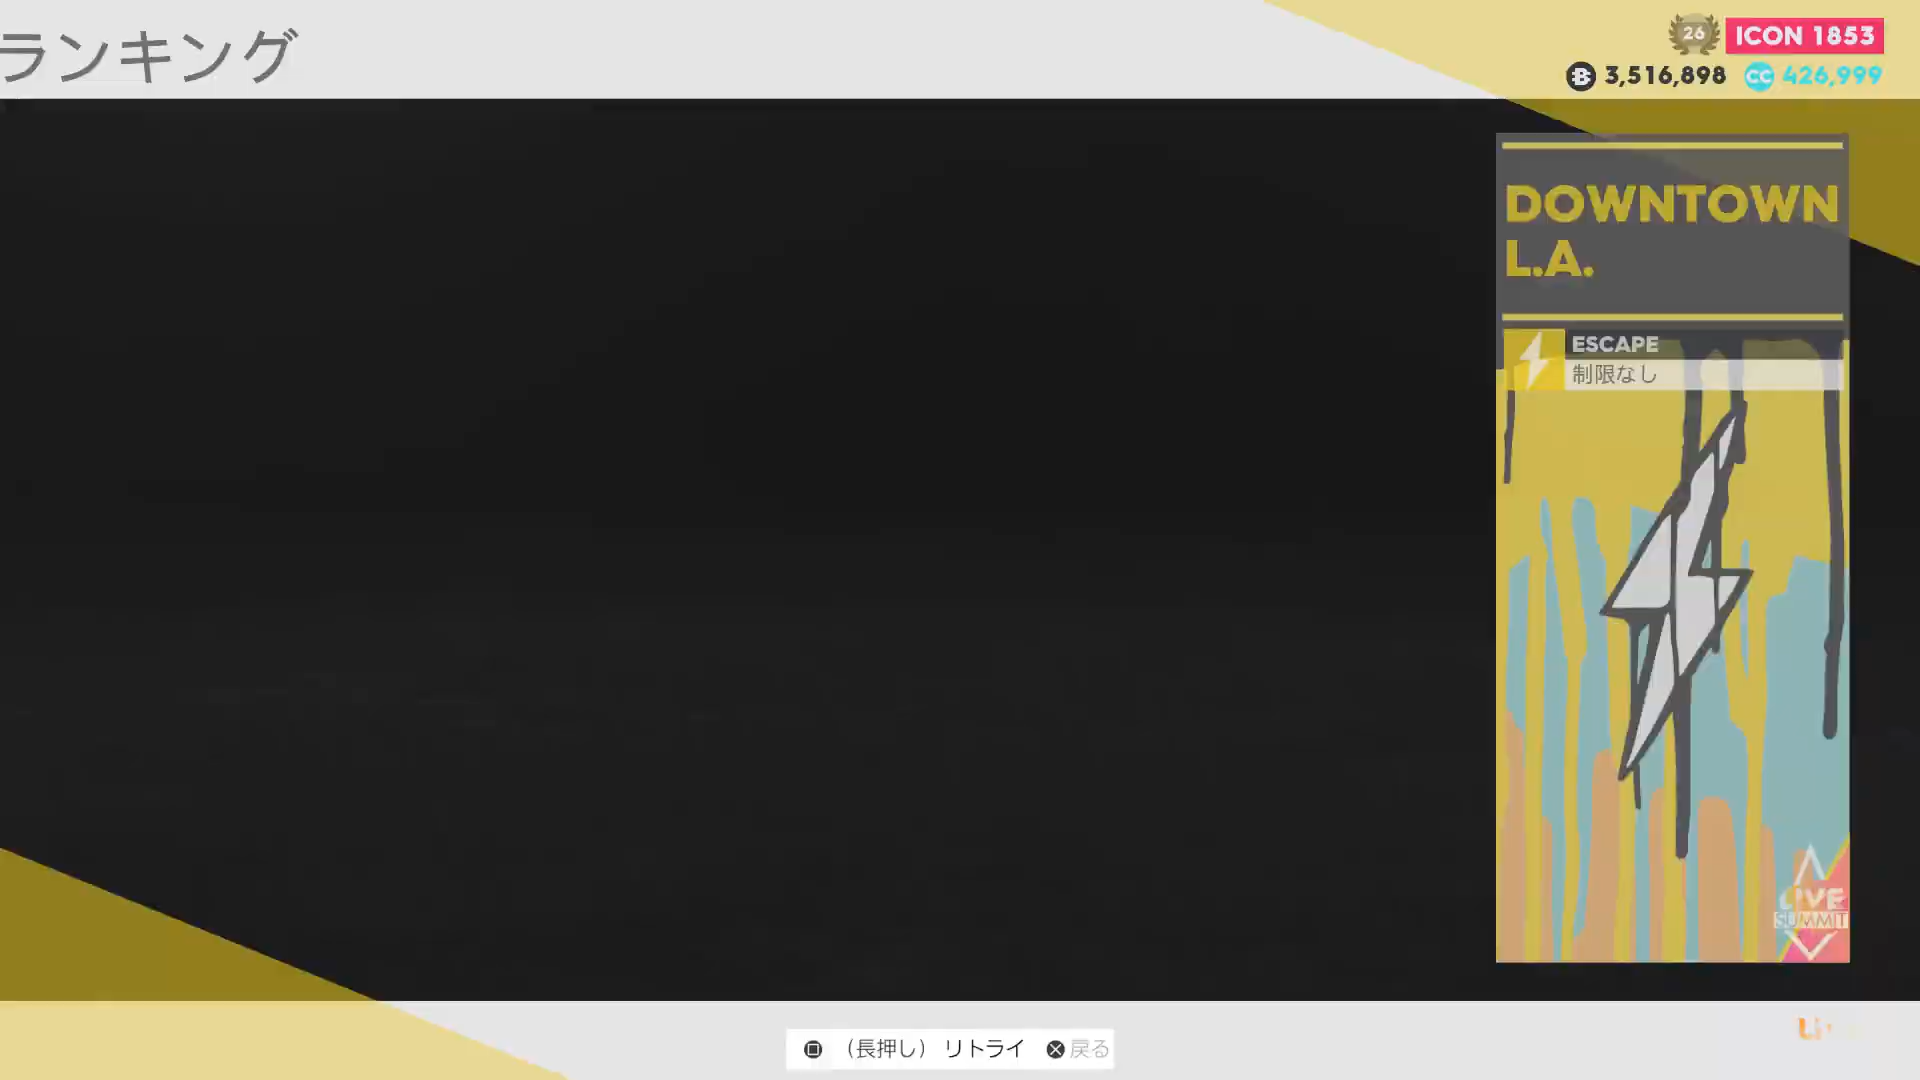 ランキング
26
ICON 1853
3,516,898
CC 426,999
DOWNTOWN
L.A.
ESCAPE
制限なし
LIVE
SUMMIT
(長押し) リトライ 戻る